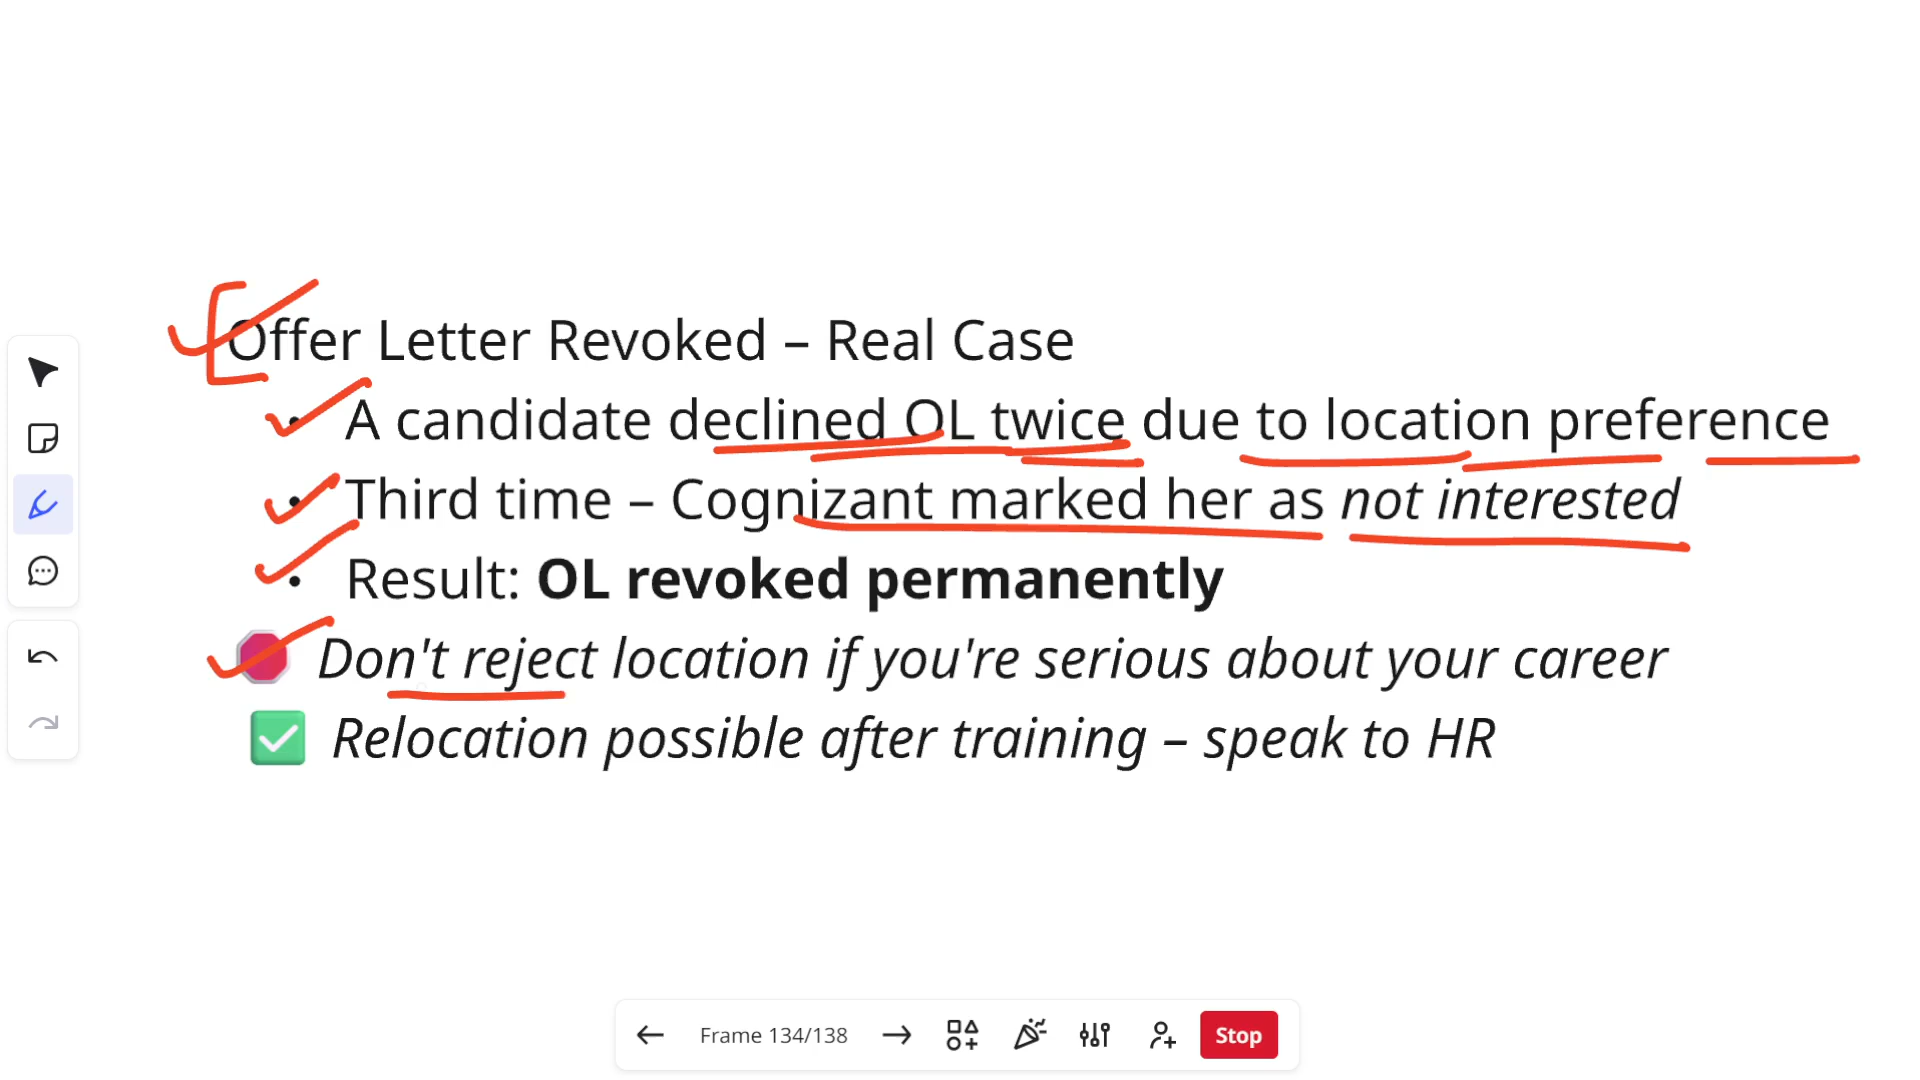 Offer Letter Revoked – Real Case
• A candidate declined OL twice due to location preference
• Third time – Cognizant marked her as not interested
• Result: OL revoked permanently
Don't reject location if you're serious about your career
Relocation possible after training – speak to HR
Frame 134/138
Stop